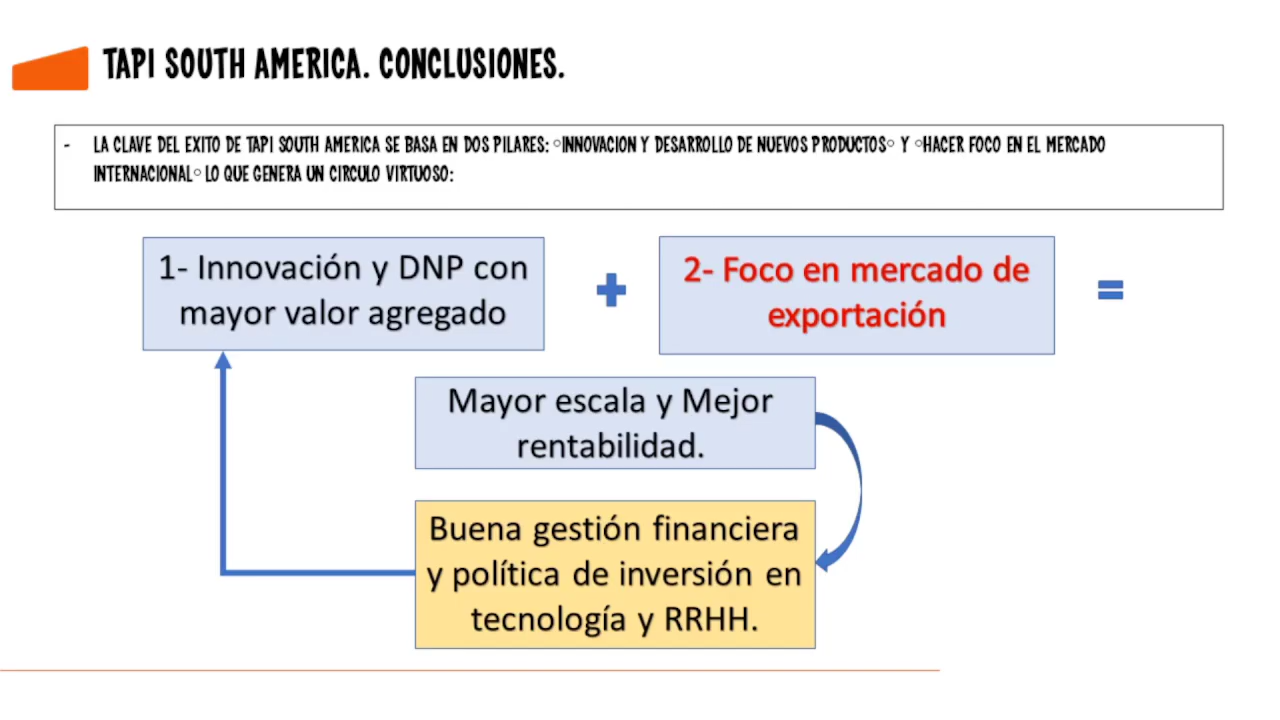 TAPI SOUTH AMERICA. CONCLUSIONES.
- LA CLAVE DEL EXITO DE TAPI SOUTH AMERICA SE BASA EN DOS PILARES: °INNOVACION Y DESARROLLO DE NUEVOS PRODUCTOS° Y °HACER FOCO EN EL MERCADO
INTERNACIONAL° LO QUE GENERA UN CIRCULO VIRTUOSO:
1- Innovación y DNP con
mayor valor agregado
+
2- Foco en mercado de
exportación
=
Mayor escala y Mejor
rentabilidad.
Buena gestión financiera
y política de inversión en
tecnología y RRHH.